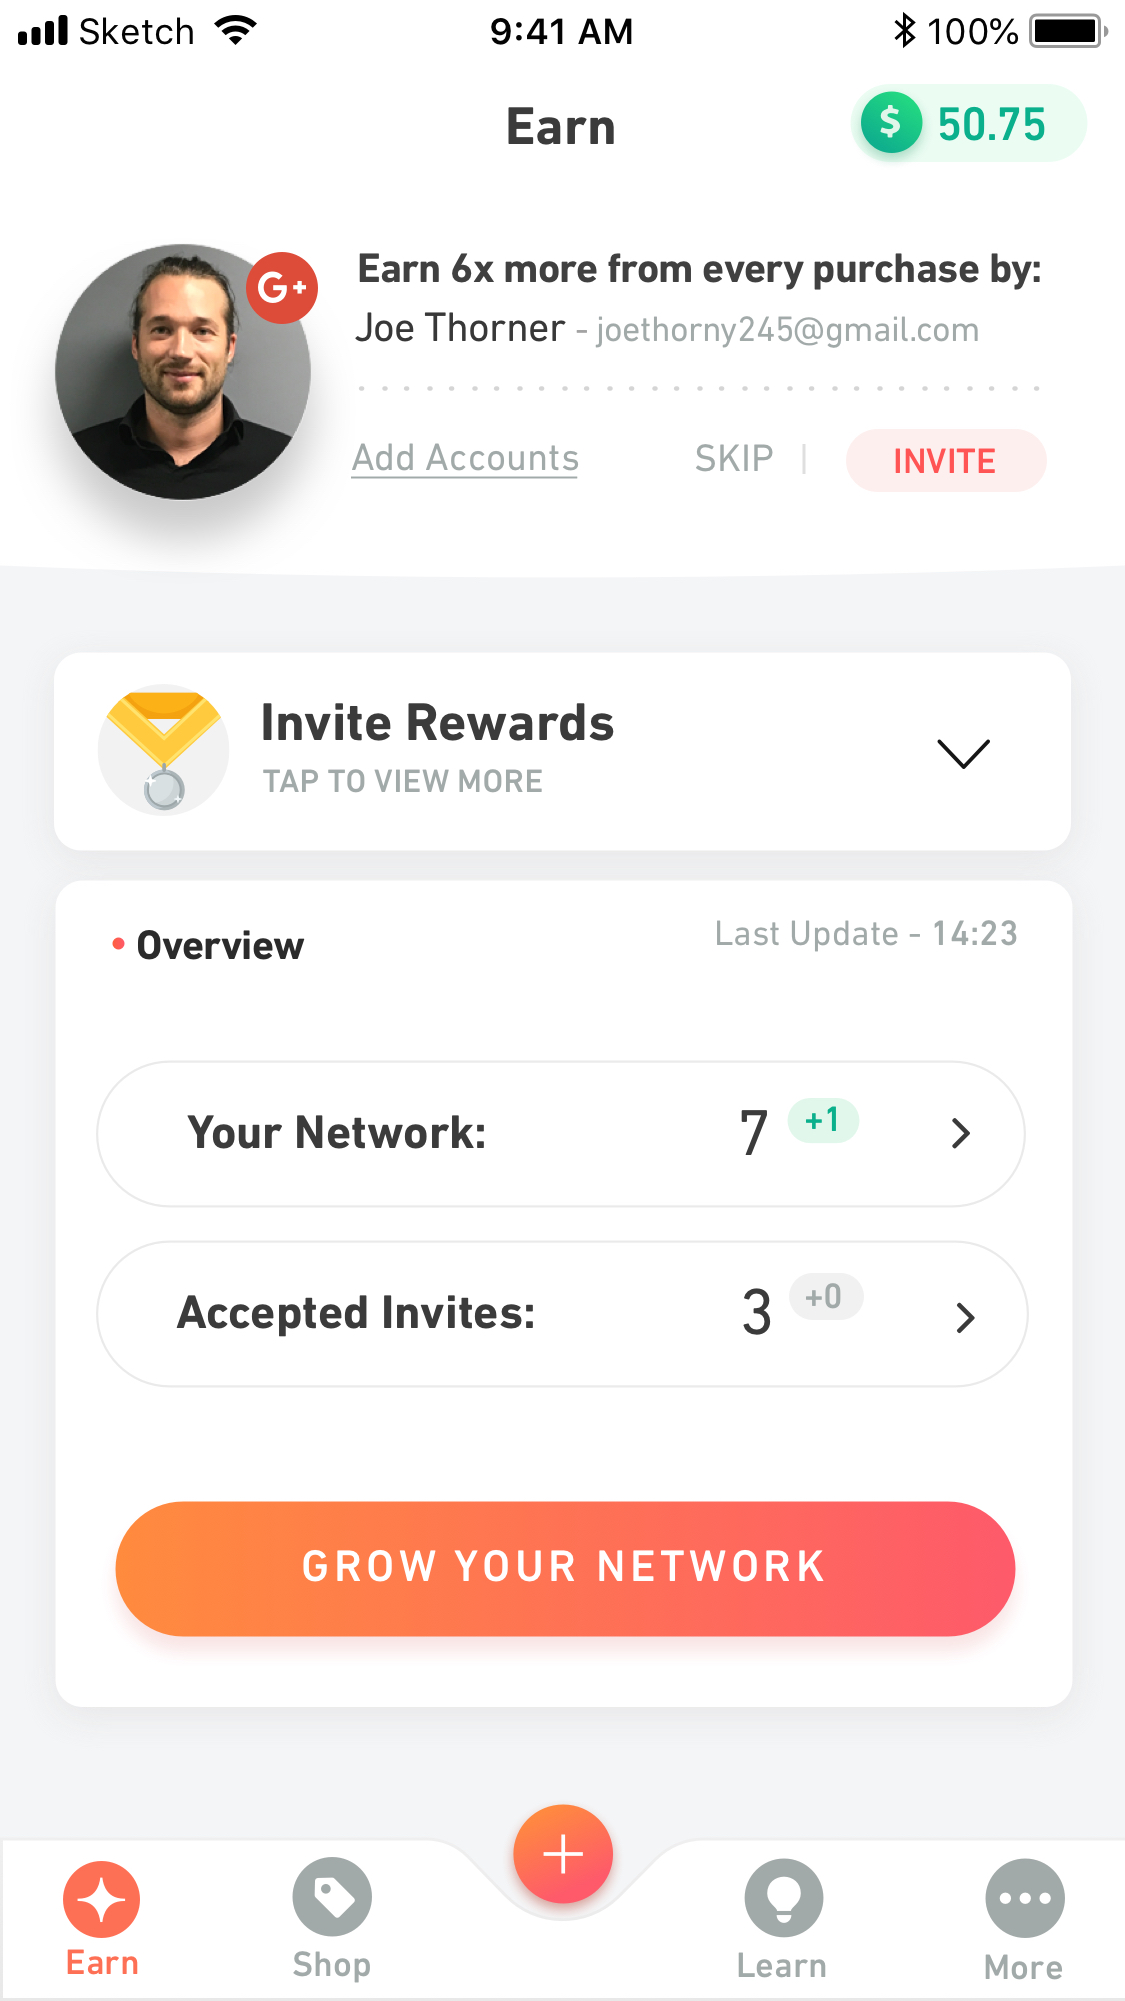 Sketch 9:41 AM 100%
Earn
$ 50.75
G+
Earn 6x more from every purchase by:
Joe Thorner - joethorny245@gmail.com
Add Accounts SKIP | INVITE
Invite Rewards
TAP TO VIEW MORE
Overview
Last Update - 14:23
Your Network: 7 +1
Accepted Invites: 3 +0
GROW YOUR NETWORK
Earn Shop Learn More